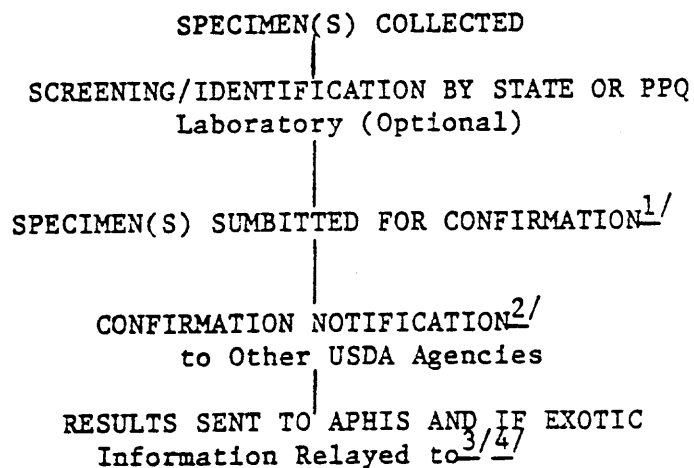 SPECIMEN(S) COLLECTED
SCREENING/IDENTIFICATION BY STATE OR PPQ
Laboratory (Optional)
SPECIMEN(S) SUMBITTED FOR CONFIRMATION1/
CONFIRMATION NOTIFICATION2/
to Other USDA Agencies
RESULTS SENT TO APHIS AND IF EXOTIC
Information Relayed to3/4/